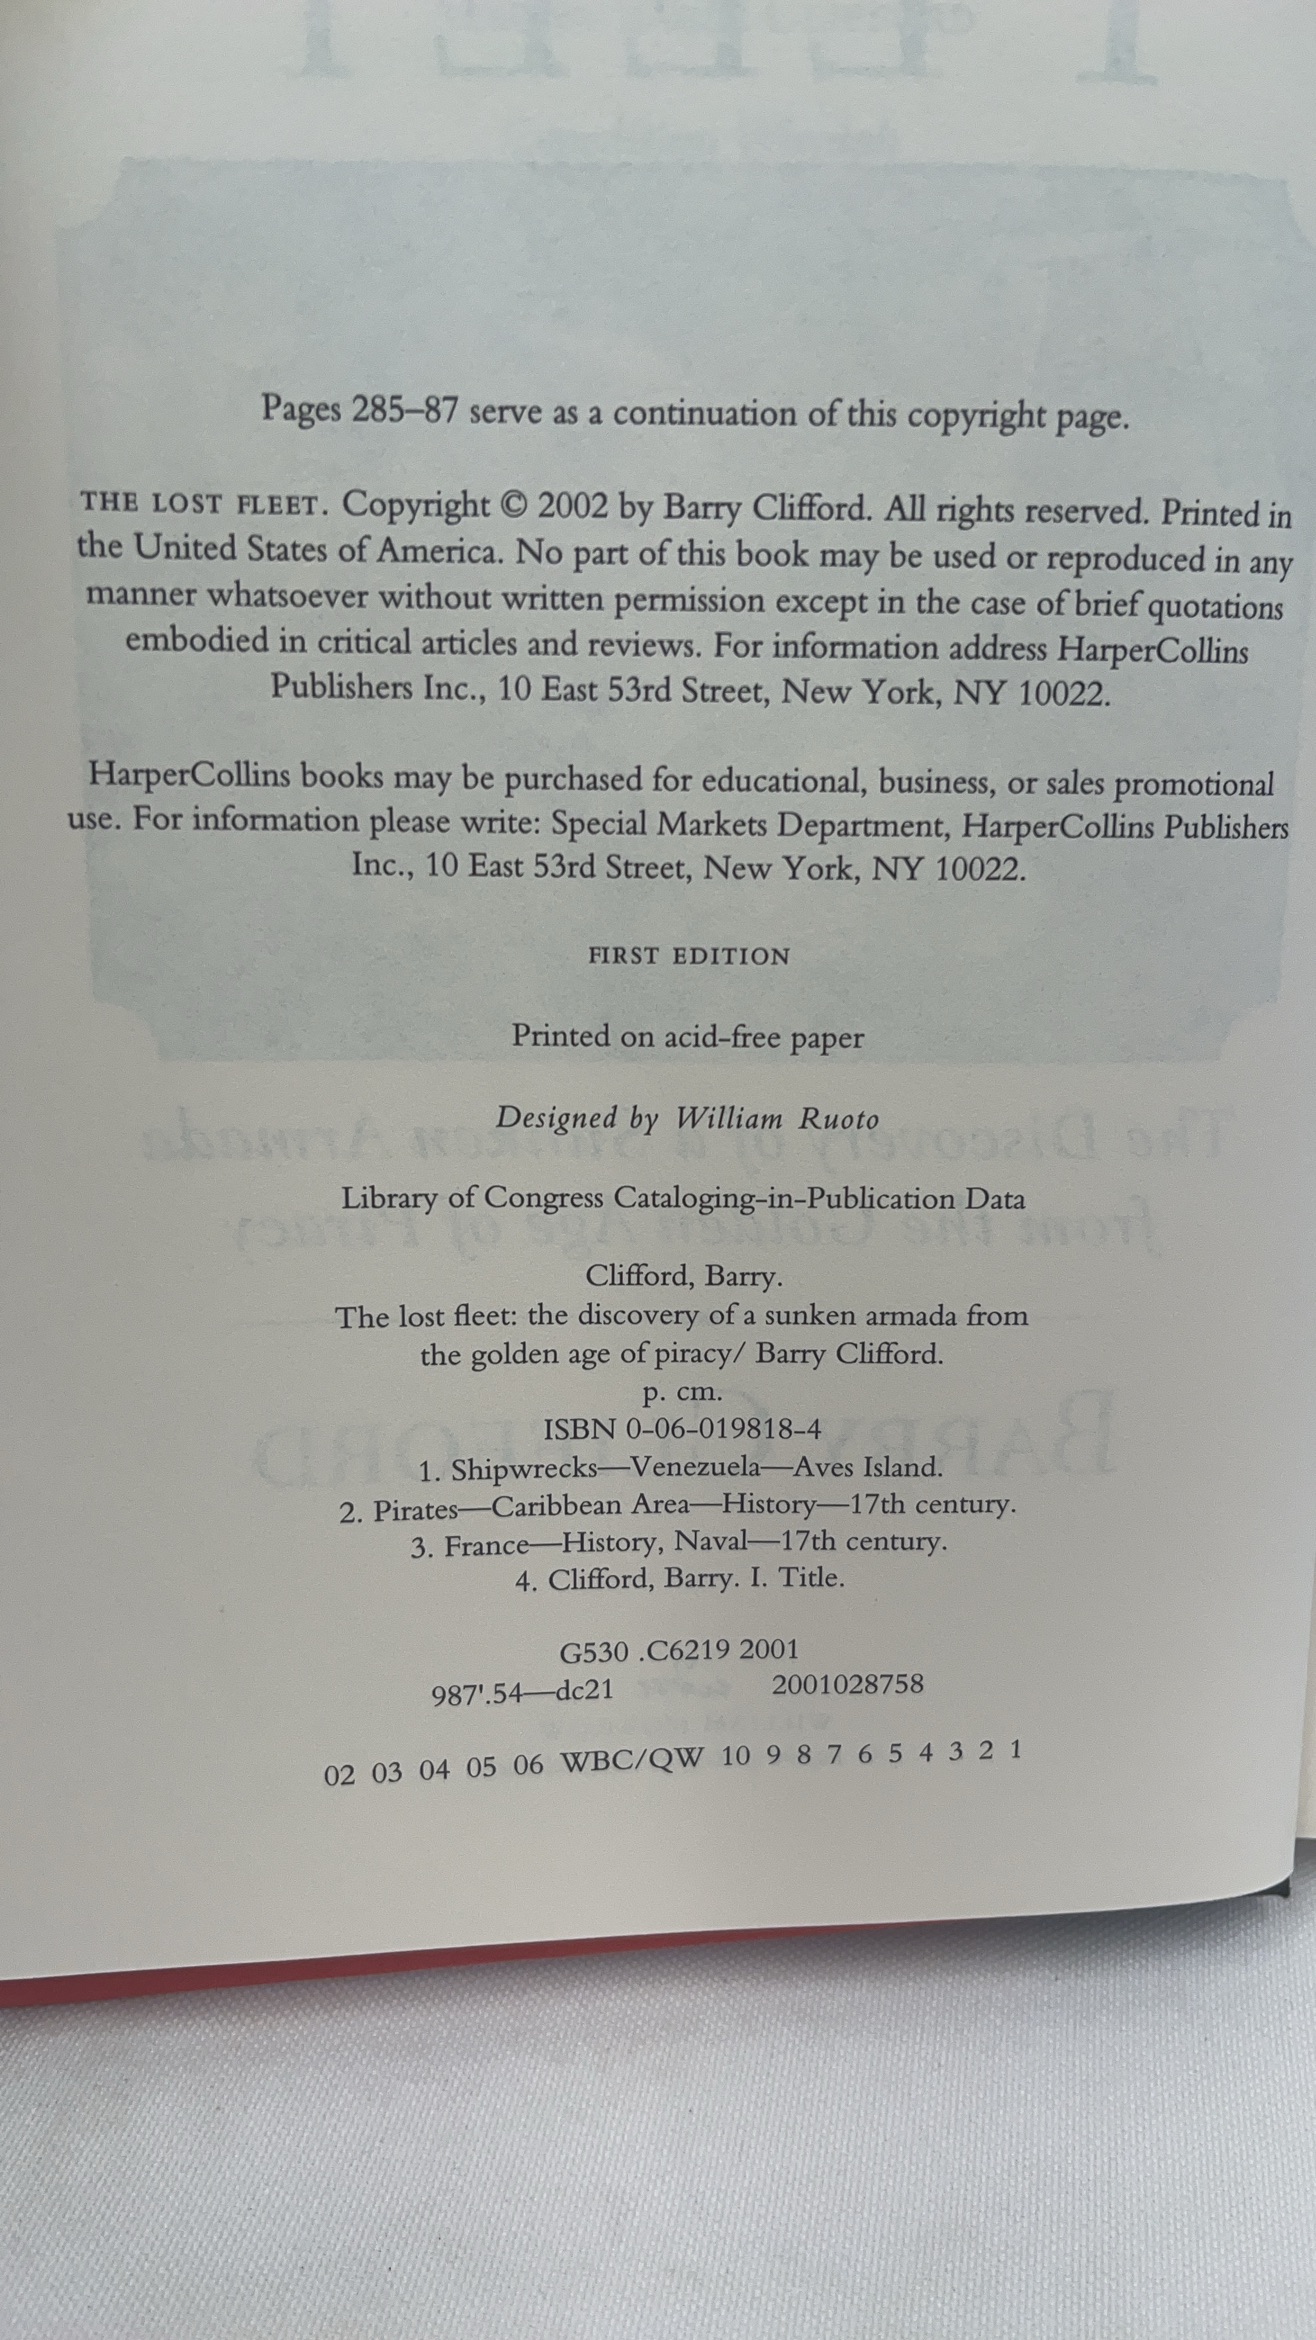 Pages 285–87 serve as a continuation of this copyright page.
THE LOST FLEET. Copyright © 2002 by Barry Clifford. All rights reserved. Printed in
the United States of America. No part of this book may be used or reproduced in any
manner whatsoever without written permission except in the case of brief quotations
embodied in critical articles and reviews. For information address HarperCollins
Publishers Inc., 10 East 53rd Street, New York, NY 10022.
HarperCollins books may be purchased for educational, business, or sales promotional
use. For information please write: Special Markets Department, HarperCollins Publishers
Inc., 10 East 53rd Street, New York, NY 10022.
FIRST EDITION
Printed on acid-free paper
Designed by William Ruoto
Library of Congress Cataloging-in-Publication Data
Clifford, Barry.
The lost fleet: the discovery of a sunken armada from
the golden age of piracy/ Barry Clifford.
p. cm.
ISBN 0-06-019818-4
1. Shipwrecks—Venezuela—Aves Island.
2. Pirates—Caribbean Area—History—17th century.
3. France—History, Naval—17th century.
4. Clifford, Barry. I. Title.
G530 .C6219 2001
987'.54—dc21 2001028758
02 03 04 05 06 WBC/QW 10 9 8 7 6 5 4 3 2 1